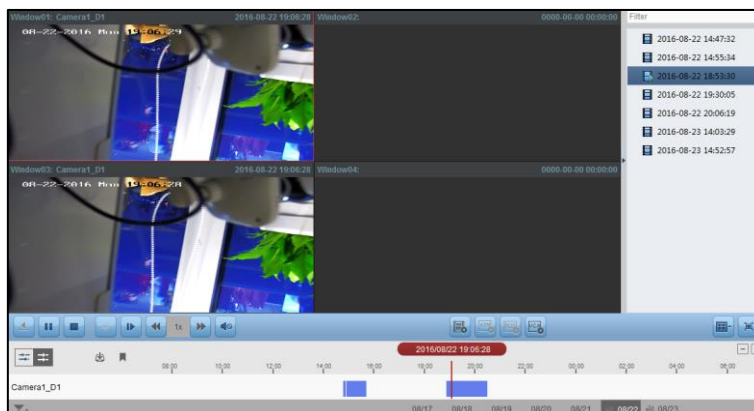 Window01: Camera1_D1 2016-08-22 19:06:28
Window02: 0000-00-00 00:00:00
Filter
08-22-2016 Mon 19:06:29
2016-08-22 14:47:32
2016-08-22 14:55:34
2016-08-22 18:53:30
2016-08-22 19:30:05
2016-08-22 20:06:19
2016-08-23 14:03:29
2016-08-23 14:52:57
Window03: Camera1_D1 2016-08-22 19:06:28
Window04: 0000-00-00 00:00:00
08-22-2016 Mon 19:06:28
1x
2016/08/22 19:06:28
08:00 10:00 12:00 14:00 16:00 18:00 20:00 22:00 00:00 02:00 04:00 06:00
Camera1_D1
08/17 08/18 08/19 08/20 08/21 08/22 08/23